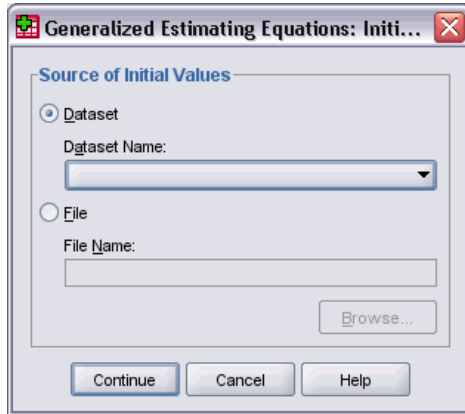 Generalized Estimating Equations: Initi...
Source of Initial Values
Dataset
Dataset Name:
File
File Name:
Browse...
Continue
Cancel
Help